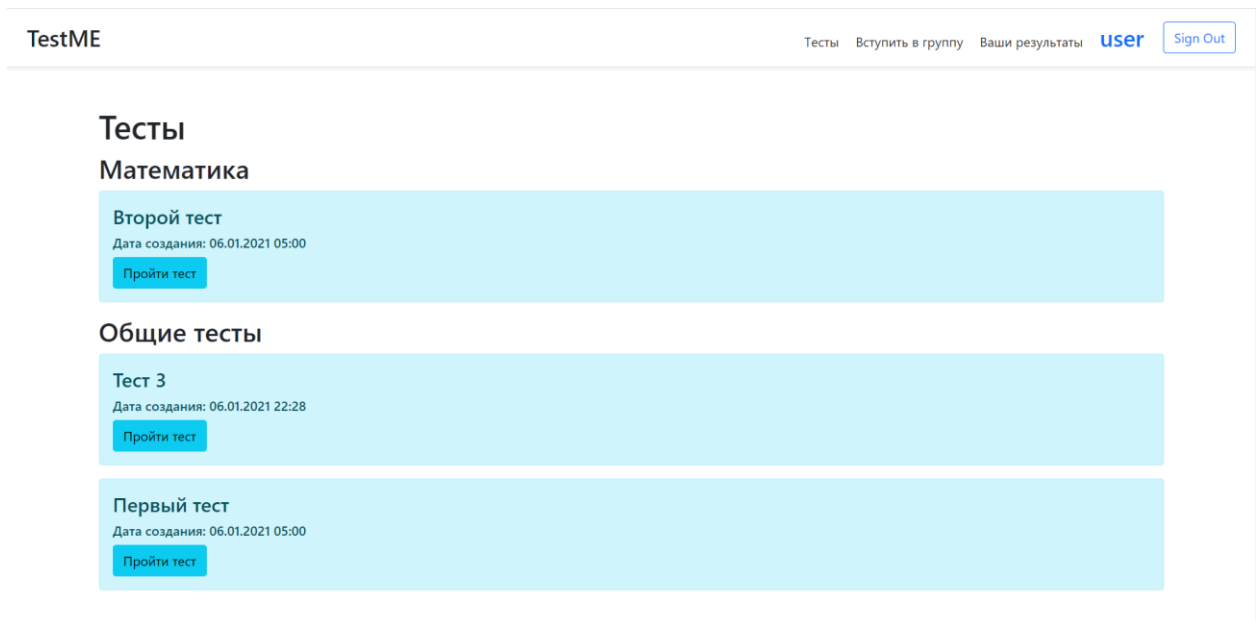 TestME
Тесты Вступить в группу Ваши результаты user Sign Out
Тесты
Математика
Второй тест
Дата создания: 06.01.2021 05:00
Пройти тест
Общие тесты
Тест 3
Дата создания: 06.01.2021 22:28
Пройти тест
Первый тест
Дата создания: 06.01.2021 05:00
Пройти тест